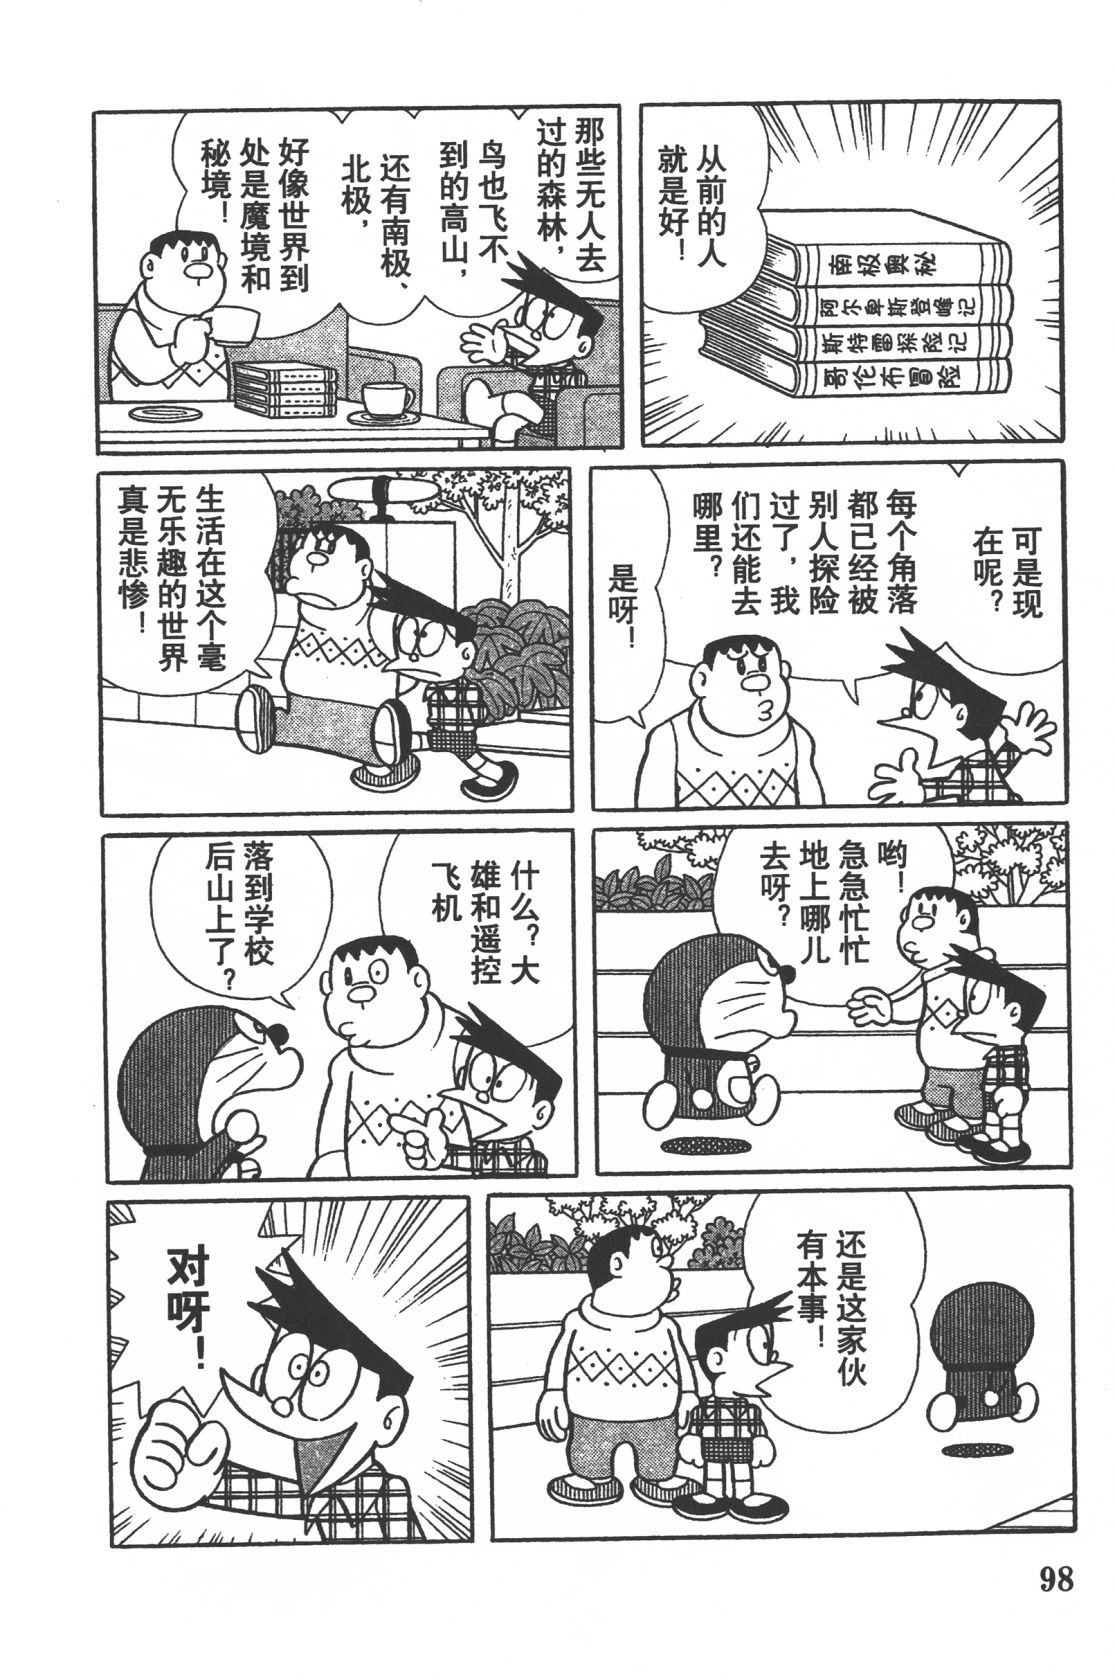 从前的人
就是好！
南极奥秘
阿尔卑斯登峰记
斯特雷探险记
哥伦布冒险
那些无人去
过的森林，
鸟也飞不
到的高山，
还有南极、
北极，
好像世界到
处是魔境和
秘境！
可是现
在呢？
每个角落
都已经被
别人探险
过了，我
们还能去
哪里？
是呀！
生活在这个毫
无乐趣的世界
真是悲惨！
哟！
急急忙忙
地上哪儿
去呀？
什么？大
雄和遥控
飞机
落到学校
后山上了？
还是这家伙
有本事！
对呀！
98